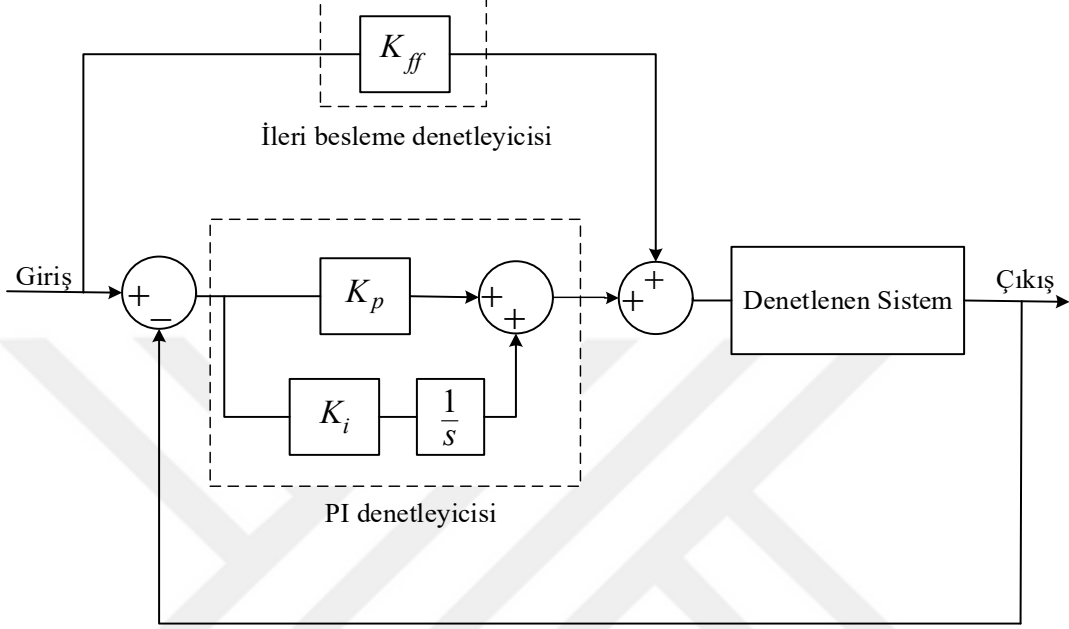 K_ff
İleri besleme denetleyicisi
Giriş
+
−
K_p
+
+
+
+
Denetlenen Sistem
Çıkış
K_i
1/s
PI denetleyicisi